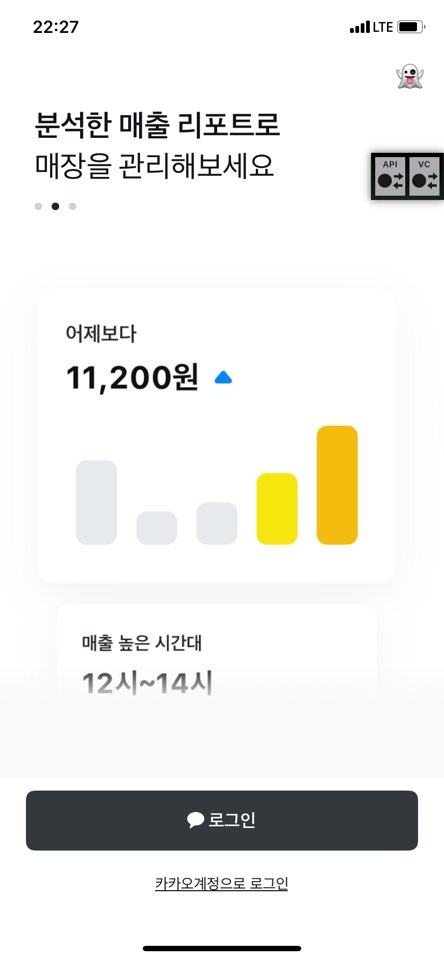 22:27
LTE
분석한 매출 리포트로
매장을 관리해보세요
API
VC
어제보다
11,200원
매출 높은 시간대
12시~14시
로그인
카카오계정으로 로그인